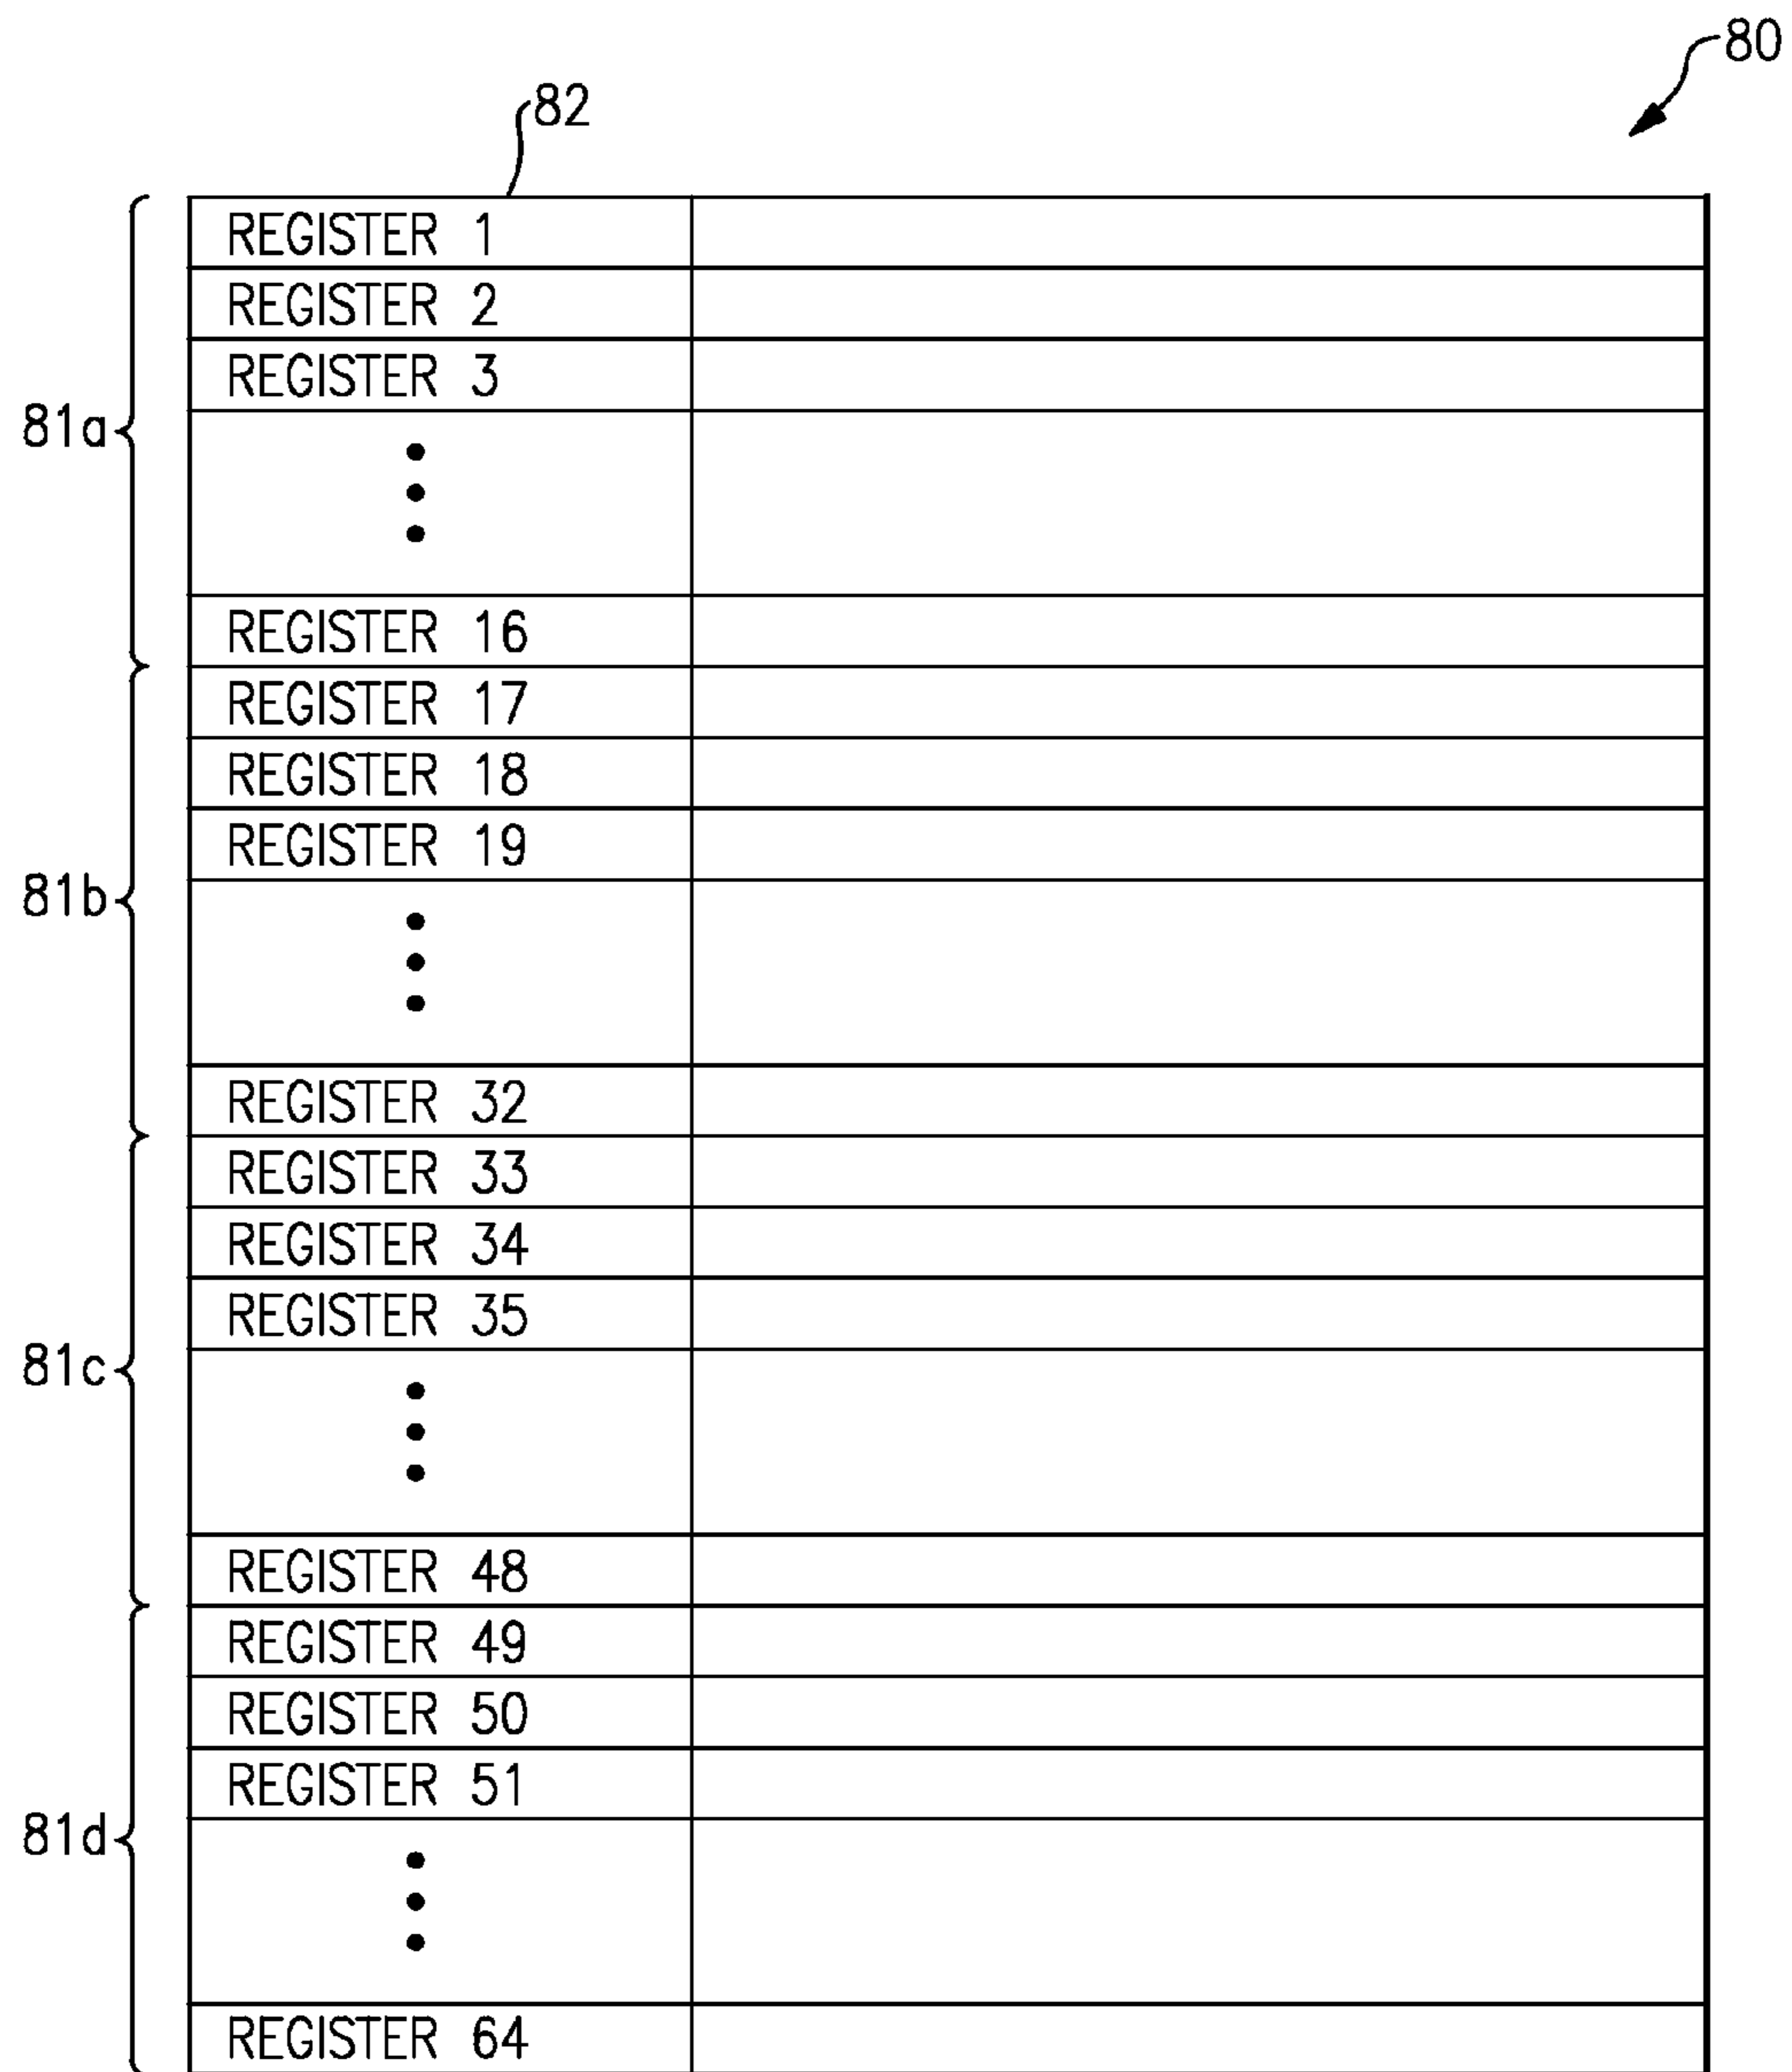 80
82
REGISTER 1
REGISTER 2
REGISTER 3
81a
REGISTER 16
REGISTER 17
REGISTER 18
REGISTER 19
81b
REGISTER 32
REGISTER 33
REGISTER 34
REGISTER 35
81c
REGISTER 48
REGISTER 49
REGISTER 50
REGISTER 51
81d
REGISTER 64